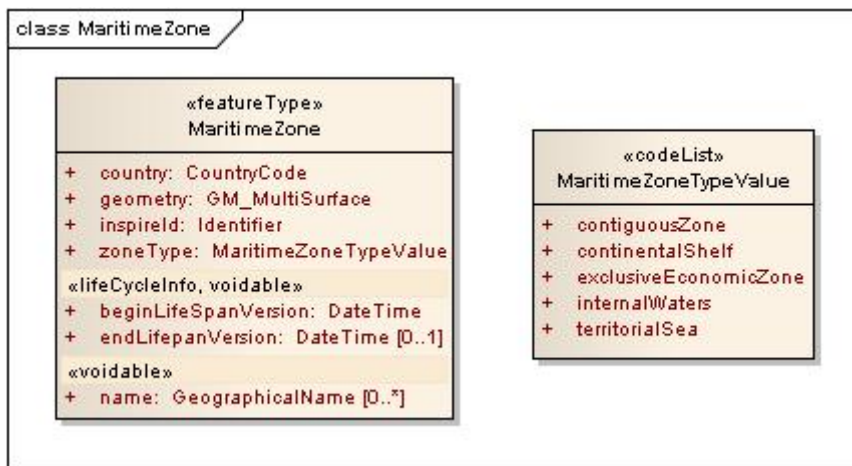 class MaritimeZone
«featureType»
MaritimeZone
+ country: CountryCode
+ geometry: GM_MultiSurface
+ inspireId: Identifier
+ zoneType: MaritimeZoneTypeValue
«lifeCycleInfo, voidable»
+ beginLifeSpanVersion: DateTime
+ endLifepanVersion: DateTime [0..1]
«voidable»
+ name: GeographicalName [0..*]
«codeList»
MaritimeZoneTypeValue
+ contiguousZone
+ continentalShelf
+ exclusiveEconomicZone
+ internalWaters
+ territorialSea